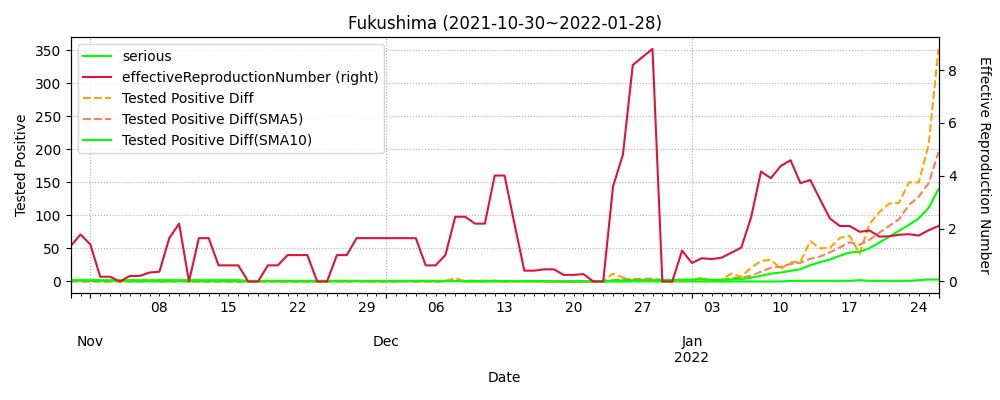 Fukushima (2021-10-30~2022-01-28)
serious
effectiveReproductionNumber (right)
Tested Positive Diff
Tested Positive Diff(SMA5)
Tested Positive Diff(SMA10)
Tested Positive
350
300
250
200
150
100
50
0
8
6
4
2
0
Effective Reproduction Number
08 15 22 29 06 13 20 27 03 10 17 24
Nov Dec Jan
2022
Date